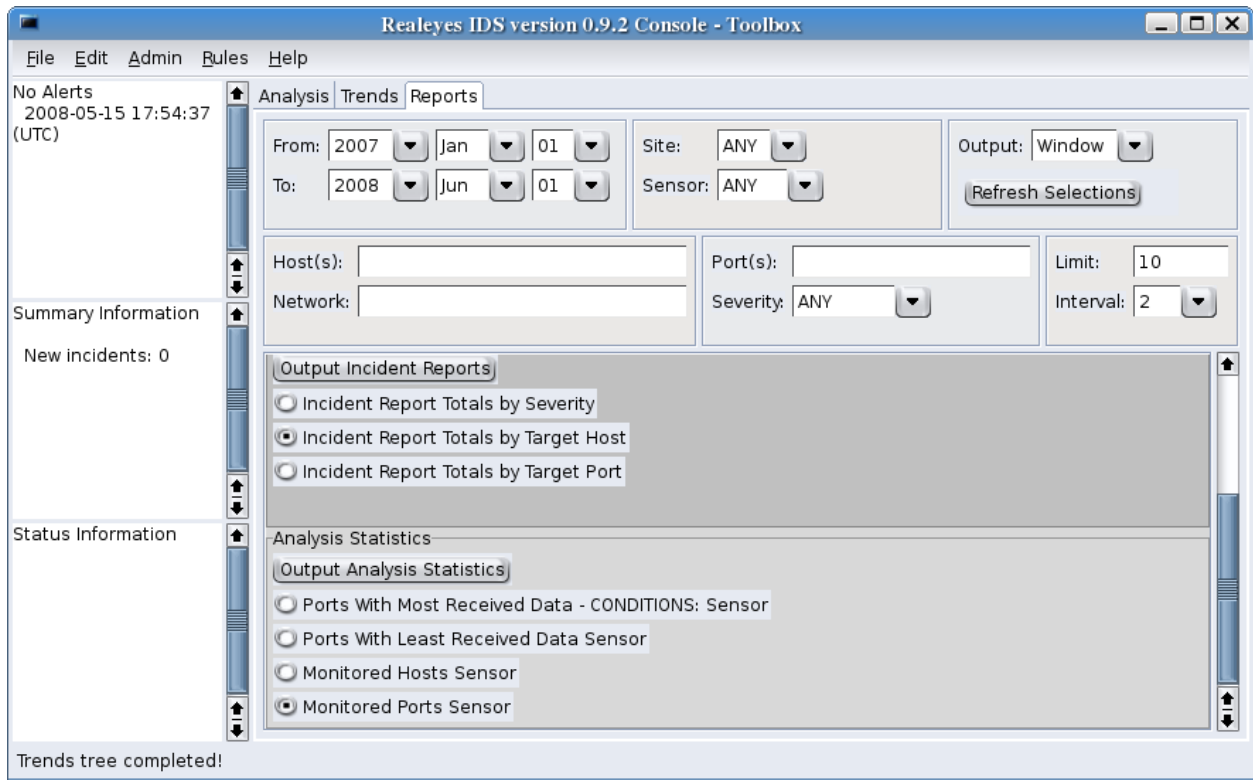 Realeyes IDS version 0.9.2 Console - Toolbox
File Edit Admin Rules Help
No Alerts
2008-05-15 17:54:37
(UTC)
Summary Information
New incidents: 0
Status Information
Analysis Trends Reports
From: 2007 Jan 01
To: 2008 Jun 01
Site: ANY
Sensor: ANY
Output: Window
Refresh Selections
Host(s):
Network:
Port(s):
Severity: ANY
Limit: 10
Interval: 2
Output Incident Reports
Incident Report Totals by Severity
Incident Report Totals by Target Host
Incident Report Totals by Target Port
Analysis Statistics
Output Analysis Statistics
Ports With Most Received Data - CONDITIONS: Sensor
Ports With Least Received Data Sensor
Monitored Hosts Sensor
Monitored Ports Sensor
Trends tree completed!